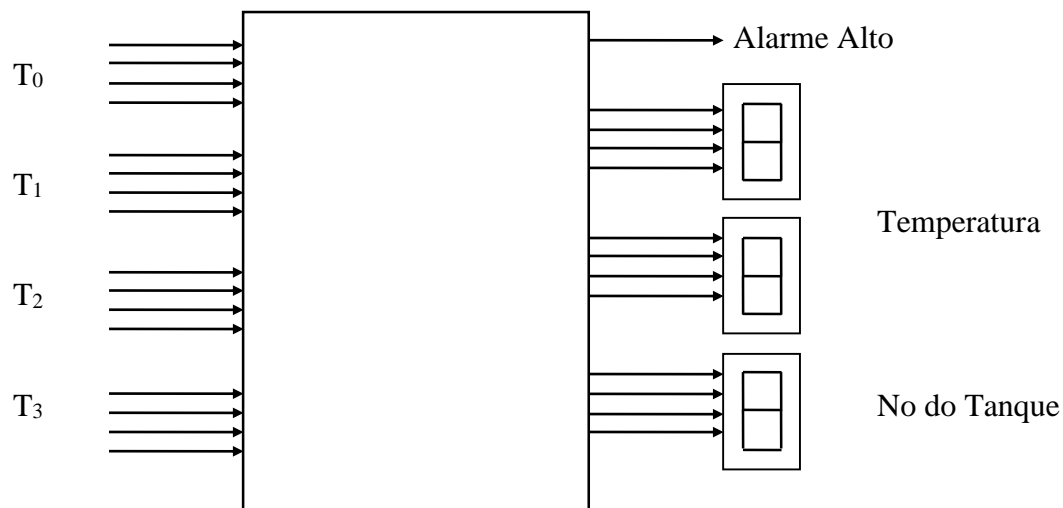 Alarme Alto
T₀
T₁
Temperatura
T₂
T₃
No do Tanque